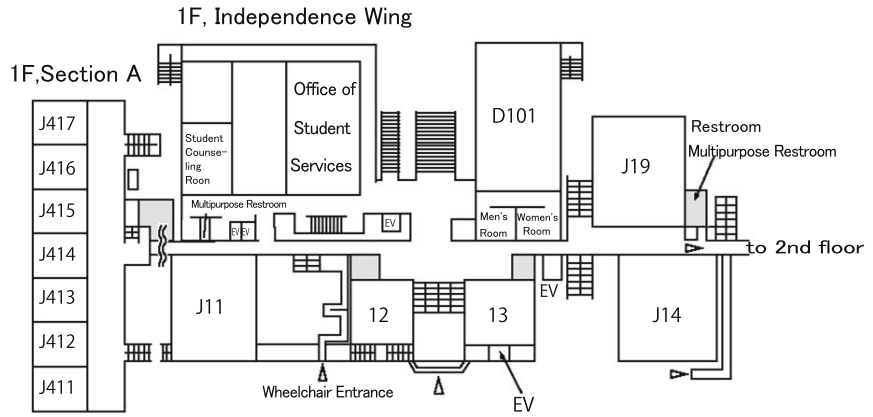 1F, Independence Wing
1F,Section A
Office of
Student
Services
Student
Counse-
ling
Roon
D101
Restroom
Multipurpose Restroom
J19
J417
J416
J415
J414
J413
J412
J411
Multipurpose Restroom
EV
EV
EV
Men's
Room
Women's
Room
to 2nd floor
J11
12
13
EV
J14
Wheelchair Entrance
EV